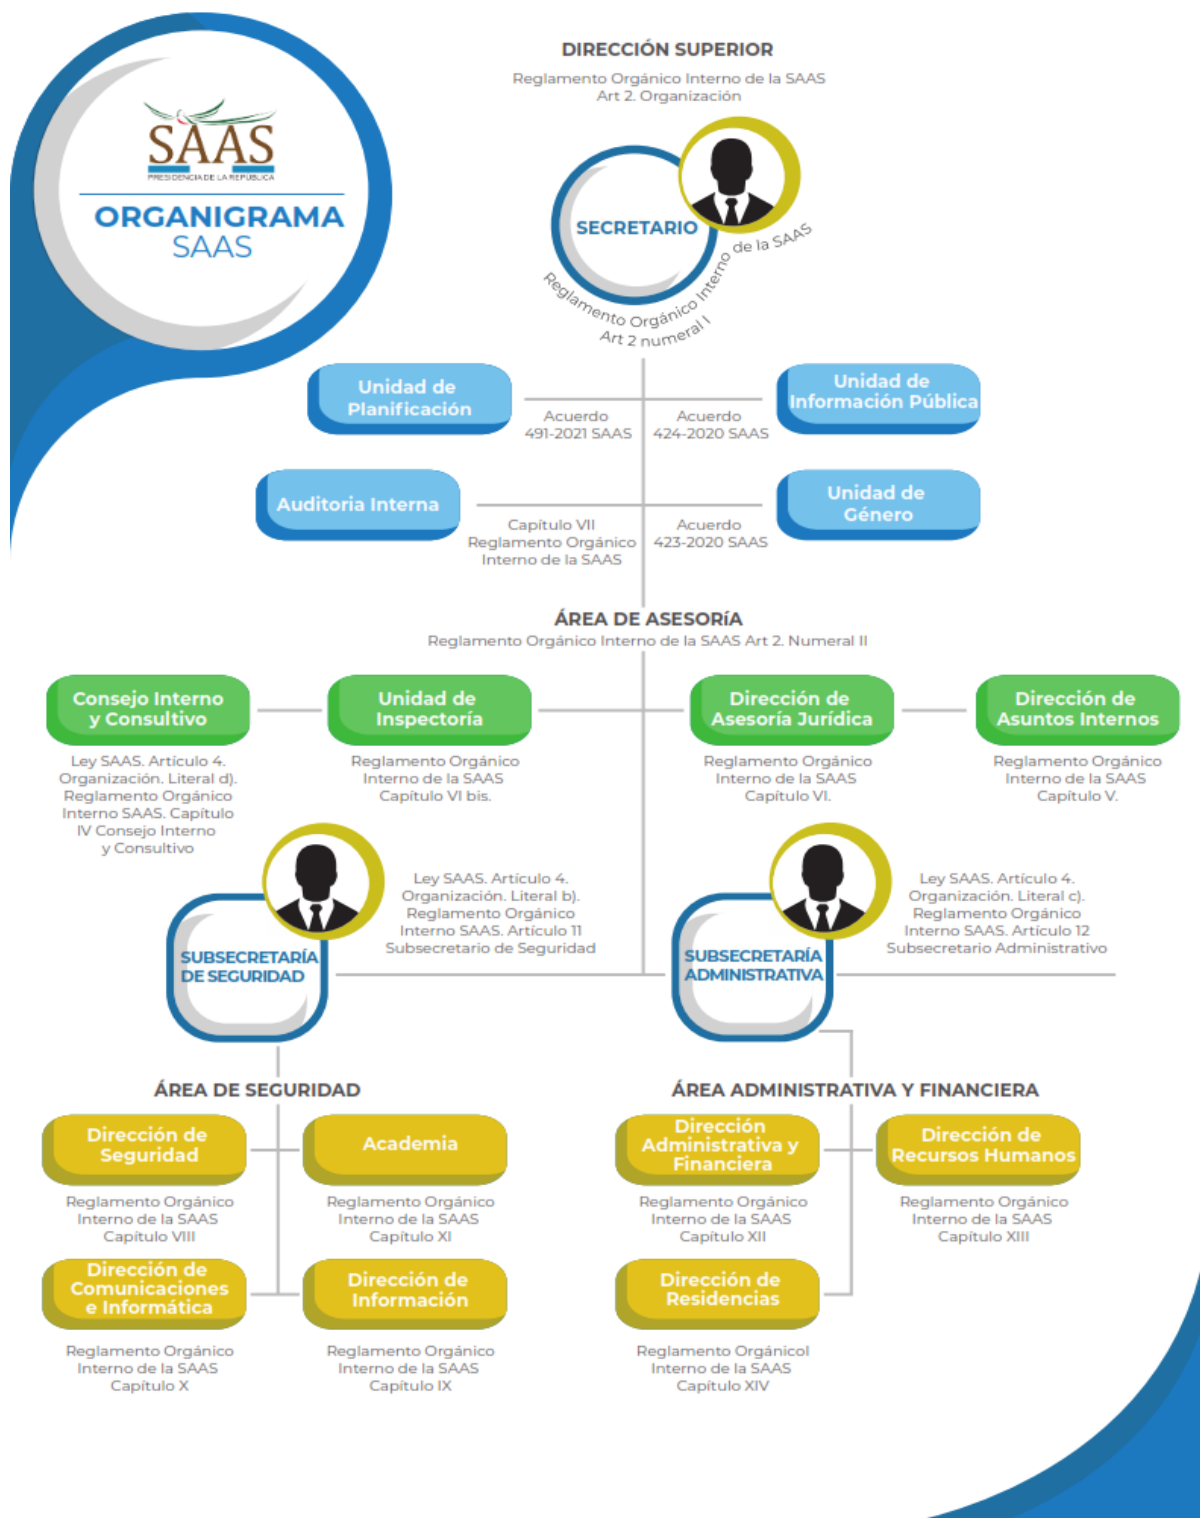 SAAS
PRESIDENCIA DE LA REPÚBLICA
ORGANIGRAMA
SAAS
DIRECCIÓN SUPERIOR
Reglamento Orgánico Interno de la SAAS
Art 2. Organización
SECRETARIO
Reglamento Orgánico Interno de la SAAS
Art 2 numeral I
Unidad de
Planificación
Acuerdo
491-2021 SAAS
Acuerdo
424-2020 SAAS
Unidad de
Información Pública
Auditoria Interna
Capítulo VII
Reglamento Orgánico
Interno de la SAAS
Acuerdo
423-2020 SAAS
Unidad de
Género
ÁREA DE ASESORíA
Reglamento Orgánico Interno de la SAAS Art 2. Numeral II
Consejo Interno
y Consultivo
Ley SAAS. Artículo 4.
Organización. Literal d).
Reglamento Orgánico
Interno SAAS. Capítulo
IV Consejo Interno
y Consultivo
Unidad de
Inspectoría
Reglamento Orgánico
Interno de la SAAS
Capítulo VI bis.
Dirección de
Asesoría Jurídica
Reglamento Orgánico
Interno de la SAAS
Capítulo VI.
Dirección de
Asuntos Internos
Reglamento Orgánico
Interno de la SAAS
Capítulo V.
SUBSECRETARÍA
DE SEGURIDAD
Ley SAAS. Artículo 4.
Organización. Literal b).
Reglamento Orgánico
Interno SAAS. Artículo 11
Subsecretario de Seguridad
SUBSECRETARÍA
ADMINISTRATIVA
Ley SAAS. Artículo 4.
Organización. Literal c).
Reglamento Orgánico
Interno SAAS. Artículo 12
Subsecretario Administrativo
ÁREA DE SEGURIDAD
Dirección de
Seguridad
Reglamento Orgánico
Interno de la SAAS
Capítulo VIII
Academia
Reglamento Orgánico
Interno de la SAAS
Capítulo XI
Dirección de
Comunicaciones
e Informática
Reglamento Orgánico
Interno de la SAAS
Capítulo X
Dirección de
Información
Reglamento Orgánico
Interno de la SAAS
Capítulo IX
ÁREA ADMINISTRATIVA Y FINANCIERA
Dirección
Administrativa y
Financiera
Reglamento Orgánico
Interno de la SAAS
Capítulo XII
Dirección de
Recursos Humanos
Reglamento Orgánico
Interno de la SAAS
Capítulo XIII
Dirección de
Residencias
Reglamento Orgánicol
Interno de la SAAS
Capítulo XIV